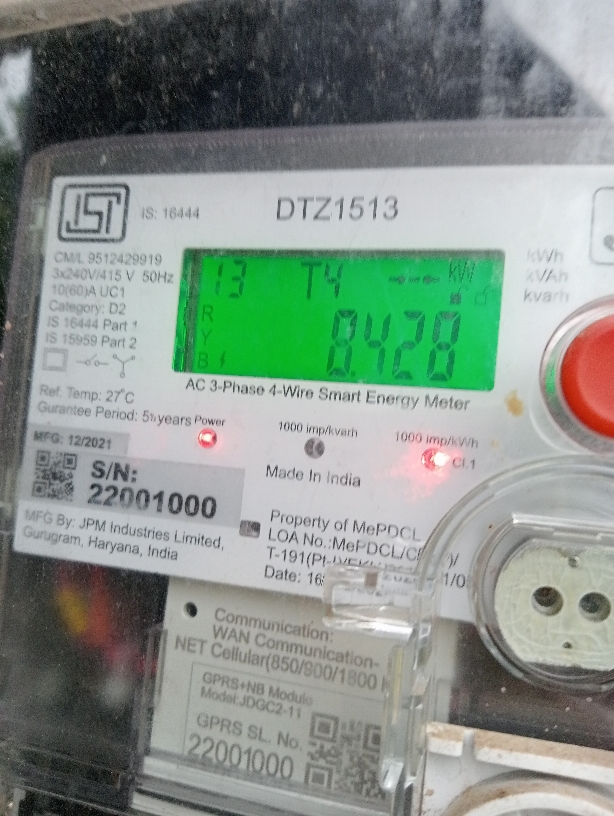 IS: 16444
DTZ1513
CM/L 9512429919
3x240V/415 V 50Hz
10(60)A UC1
Category: D2
IS 16444 Part 1
IS 15959 Part 2
13 T4 kW
R
Y
B
8.428
kWh
kVAh
kvarh
AC 3-Phase 4-Wire Smart Energy Meter
Ref. Temp: 27°C
Gurantee Period: 5½years
Power
1000 imp/kvarh
1000 imp/kWh
Cl.1
MFG: 12/2021
S/N:
22001000
Made In India
MFG By: JPM Industries Limited,
Gurugram, Haryana, India
Property of MePDCL
LOA No.:MePDCL/
Date:
Communication:
WAN Communication-
NET Cellular(850/900/1800
GPRS+NB Module
Model:JDGC2-11
GPRS SL. No.
22001000